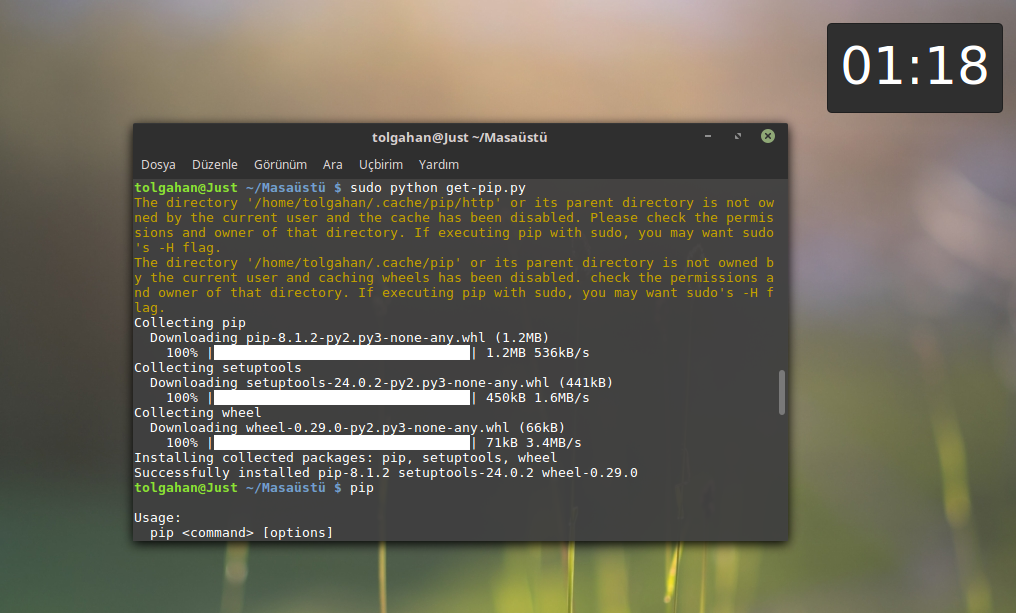 01:18
tolgahan@Just ~/Masaüstü
Dosya Düzenle Görünüm Ara Uçbirim Yardım
tolgahan@Just ~/Masaüstü $ sudo python get-pip.py
The directory '/home/tolgahan/.cache/pip/http' or its parent directory is not ow
ned by the current user and the cache has been disabled. Please check the permis
sions and owner of that directory. If executing pip with sudo, you may want sudo
's -H flag.
The directory '/home/tolgahan/.cache/pip' or its parent directory is not owned b
y the current user and caching wheels has been disabled. check the permissions a
nd owner of that directory. If executing pip with sudo, you may want sudo's -H f
lag.
Collecting pip
  Downloading pip-8.1.2-py2.py3-none-any.whl (1.2MB)
    100% |████████████████████████████████| 1.2MB 536kB/s
Collecting setuptools
  Downloading setuptools-24.0.2-py2.py3-none-any.whl (441kB)
    100% |████████████████████████████████| 450kB 1.6MB/s
Collecting wheel
  Downloading wheel-0.29.0-py2.py3-none-any.whl (66kB)
    100% |████████████████████████████████| 71kB 3.4MB/s
Installing collected packages: pip, setuptools, wheel
Successfully installed pip-8.1.2 setuptools-24.0.2 wheel-0.29.0
tolgahan@Just ~/Masaüstü $ pip
Usage:
  pip <command> [options]